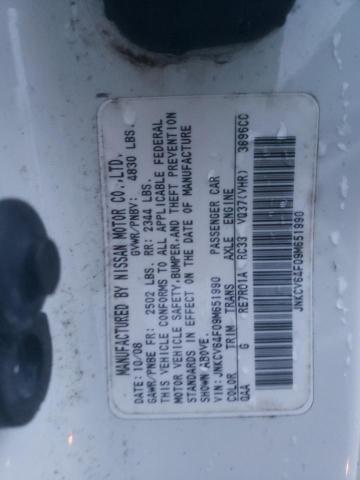 MANUFACTURED BY NISSAN MOTOR CO.,LTD.
DATE: 10/08 GVWR/PNBV: 4830 LBS.
GAWR/PNBE FR: 2502 LBS. RR: 2344 LBS.
THIS VEHICLE CONFORMS TO ALL APPLICABLE FEDERAL
MOTOR VEHICLE SAFETY,BUMPER,AND THEFT PREVENTION
STANDARDS IN EFFECT ON THE DATE OF MANUFACTURE
SHOWN ABOVE.
VIN: JNKCV64F09M651990 PASSENGER CAR
COLOR TRIM TRANS AXLE ENGINE
QAA G RE7R01A RC33 VQ37(VHR) 3696CC
JNKCV64F09M651990